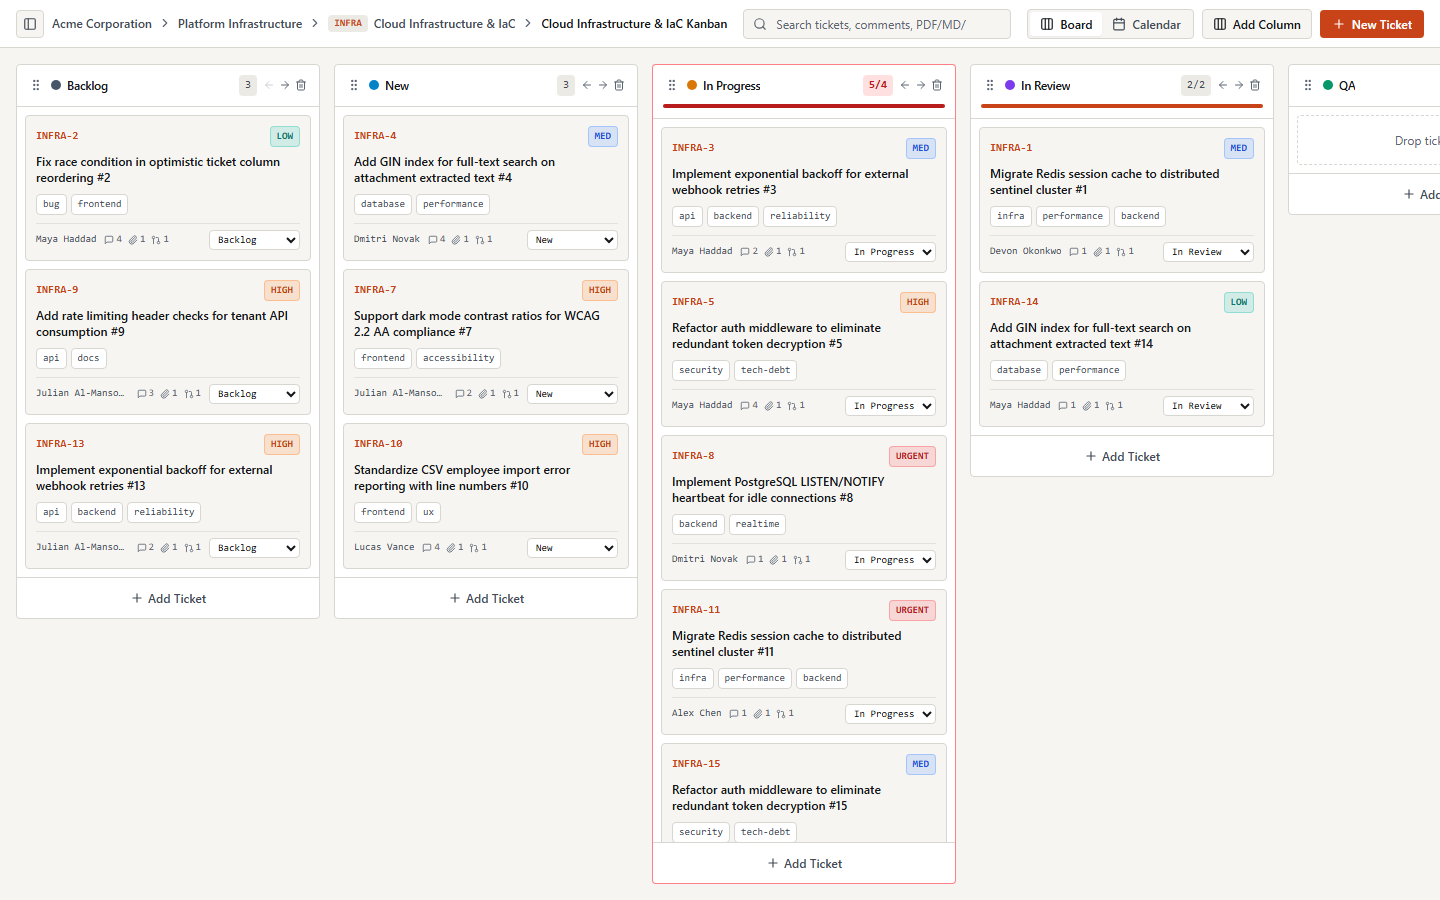 Acme Corporation > Platform Infrastructure > INFRA Cloud Infrastructure & IaC > Cloud Infrastructure & IaC Kanban
Search tickets, comments, PDF/MD/
Board
Calendar
Add Column
+ New Ticket
Backlog 3
INFRA-2 LOW
Fix race condition in optimistic ticket column
reordering #2
bug frontend
Maya Haddad 4 1 1 Backlog
INFRA-9 HIGH
Add rate limiting header checks for tenant API
consumption #9
api docs
Julian Al-Manso… 3 1 1 Backlog
INFRA-13 HIGH
Implement exponential backoff for external
webhook retries #13
api backend reliability
Julian Al-Manso… 2 1 1 Backlog
+ Add Ticket
New 3
INFRA-4 MED
Add GIN index for full-text search on
attachment extracted text #4
database performance
Dmitri Novak 4 1 1 New
INFRA-7 HIGH
Support dark mode contrast ratios for WCAG
2.2 AA compliance #7
frontend accessibility
Julian Al-Manso… 2 1 1 New
INFRA-10 HIGH
Standardize CSV employee import error
reporting with line numbers #10
frontend ux
Lucas Vance 4 1 1 New
+ Add Ticket
In Progress 5/4
INFRA-3 MED
Implement exponential backoff for external
webhook retries #3
api backend reliability
Maya Haddad 2 1 1 In Progress
INFRA-5 HIGH
Refactor auth middleware to eliminate
redundant token decryption #5
security tech-debt
Maya Haddad 4 1 1 In Progress
INFRA-8 URGENT
Implement PostgreSQL LISTEN/NOTIFY
heartbeat for idle connections #8
backend realtime
Dmitri Novak 1 1 1 In Progress
INFRA-11 URGENT
Migrate Redis session cache to distributed
sentinel cluster #11
infra performance backend
Alex Chen 1 1 1 In Progress
INFRA-15 MED
Refactor auth middleware to eliminate
redundant token decryption #15
security tech-debt
+ Add Ticket
In Review 2/2
INFRA-1 MED
Migrate Redis session cache to distributed
sentinel cluster #1
infra performance backend
Devon Okonkwo 1 1 1 In Review
INFRA-14 LOW
Add GIN index for full-text search on
attachment extracted text #14
database performance
Maya Haddad 1 1 1 In Review
+ Add Ticket
QA
Drop tick
+ Add